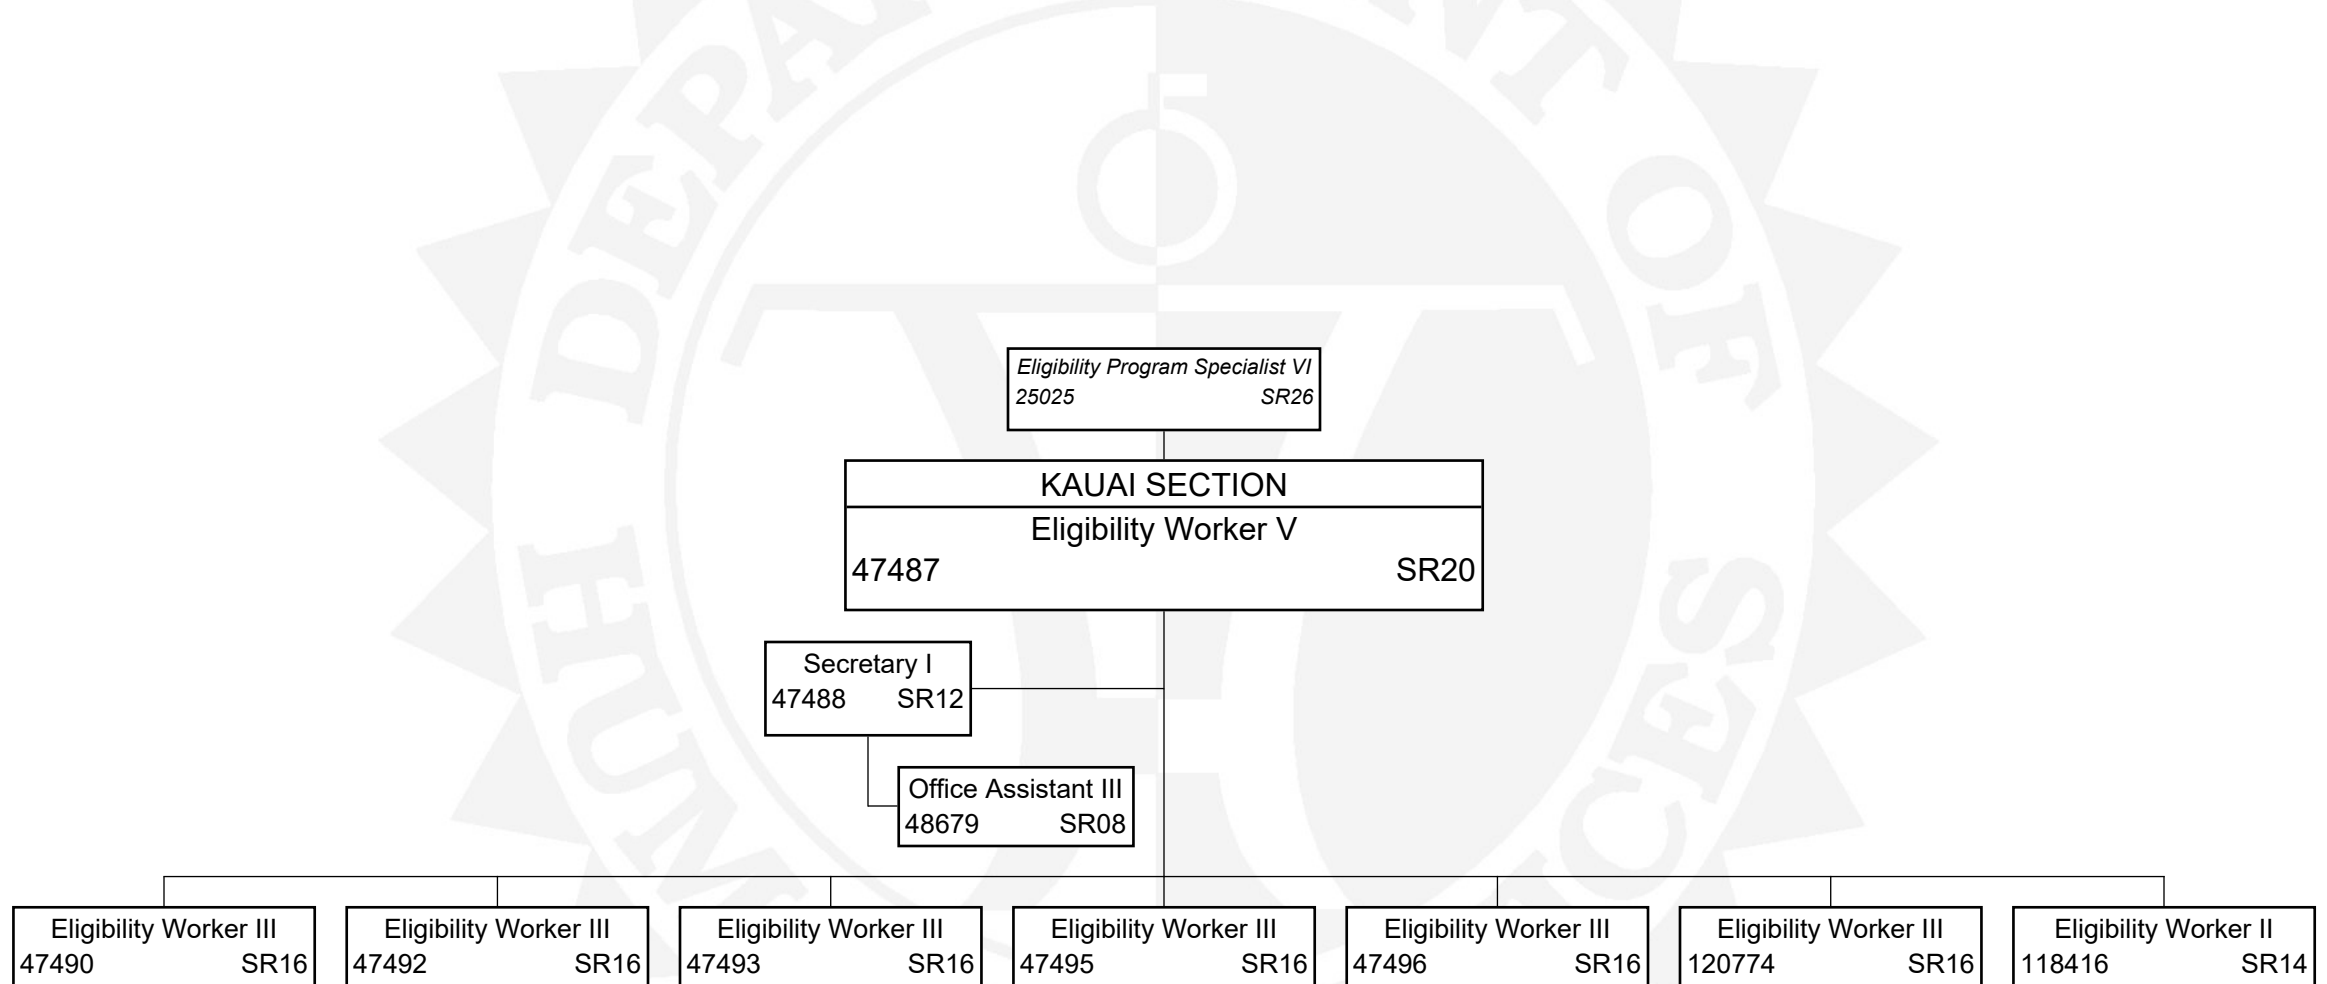 Eligibility Program Specialist VI
25025 SR26
KAUAI SECTION
Eligibility Worker V
47487 SR20
Secretary I
47488 SR12
Office Assistant III
48679 SR08
Eligibility Worker III
47490 SR16
Eligibility Worker III
47492 SR16
Eligibility Worker III
47493 SR16
Eligibility Worker III
47495 SR16
Eligibility Worker III
47496 SR16
Eligibility Worker III
120774 SR16
Eligibility Worker II
118416 SR14